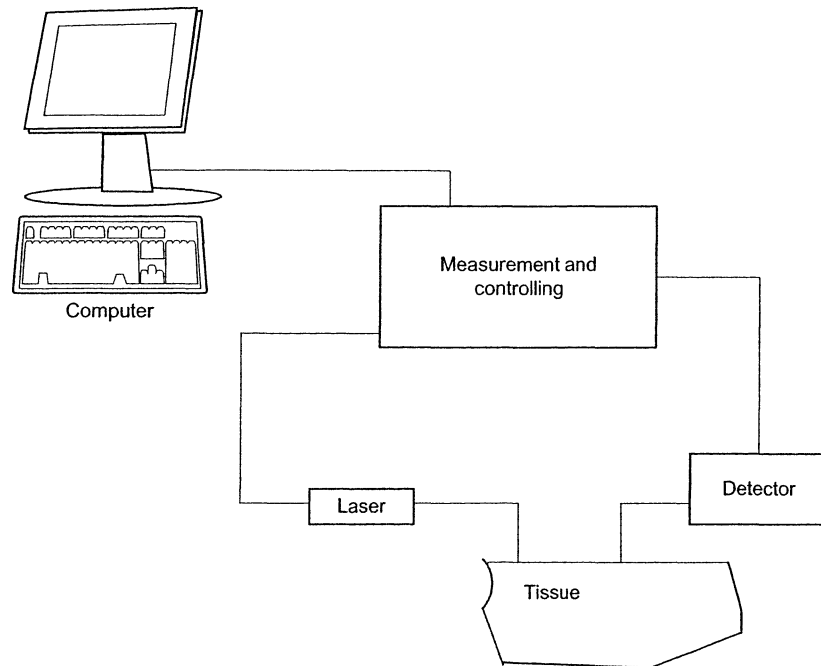 Computer
Measurement and
controlling
Laser
Detector
Tissue